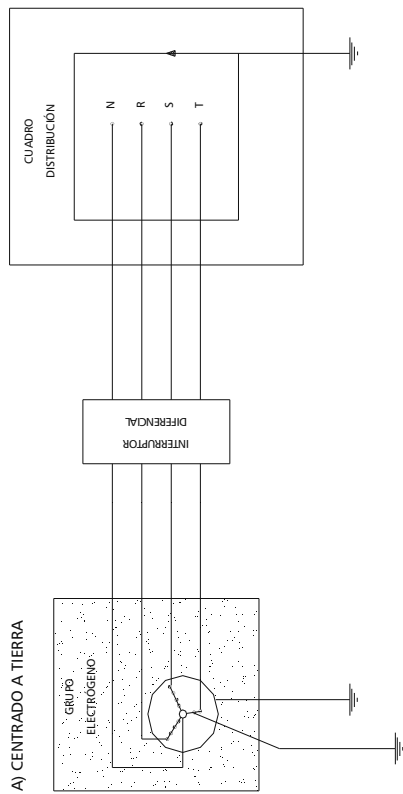 A) CENTRADO A TIERRA
GRUPO
ELECTRÓGENO
INTERRUPTOR
DIFERENCIAL
CUADRO
DISTRIBUCIÓN
N
R
S
T